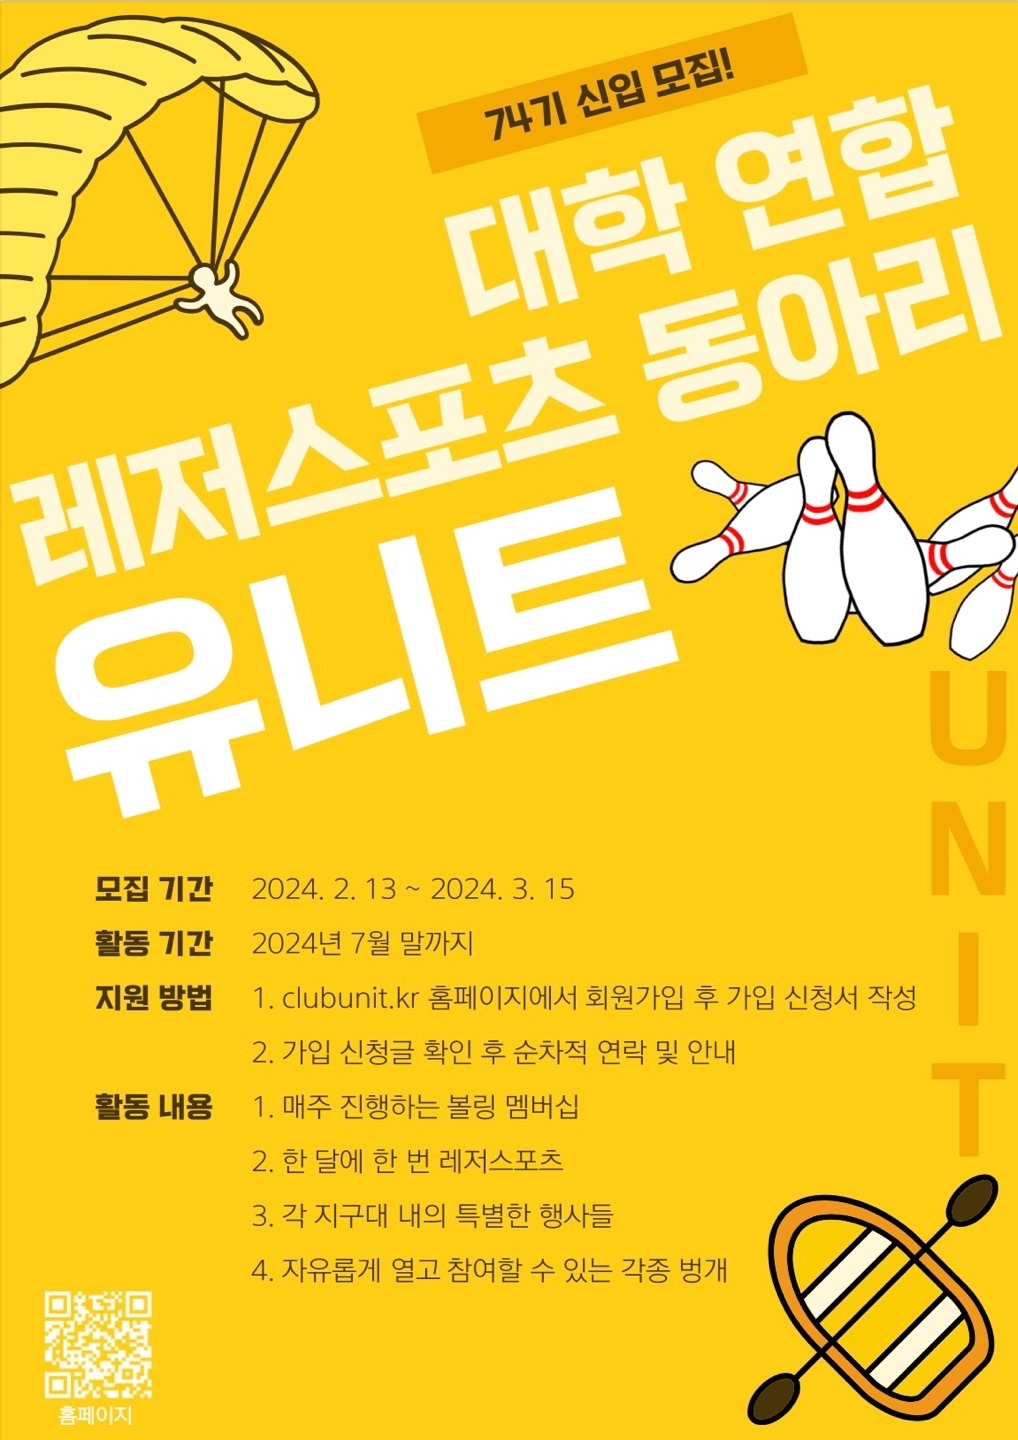 74기 신입 모집!
대학 연합
레저스포츠 동아리
유니트
UNIT
모집 기간 2024. 2. 13 ~ 2024. 3. 15
활동 기간 2024년 7월 말까지
지원 방법 1. clubunit.kr 홈페이지에서 회원가입 후 가입 신청서 작성
2. 가입 신청글 확인 후 순차적 연락 및 안내
활동 내용 1. 매주 진행하는 볼링 멤버십
2. 한 달에 한 번 레저스포츠
3. 각 지구대 내의 특별한 행사들
4. 자유롭게 열고 참여할 수 있는 각종 벙개
홈페이지